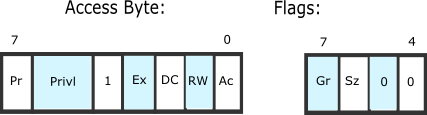 Access Byte: Flags:
7 0 7 4
Pr Privl 1 Ex DC RW Ac Gr Sz 0 0